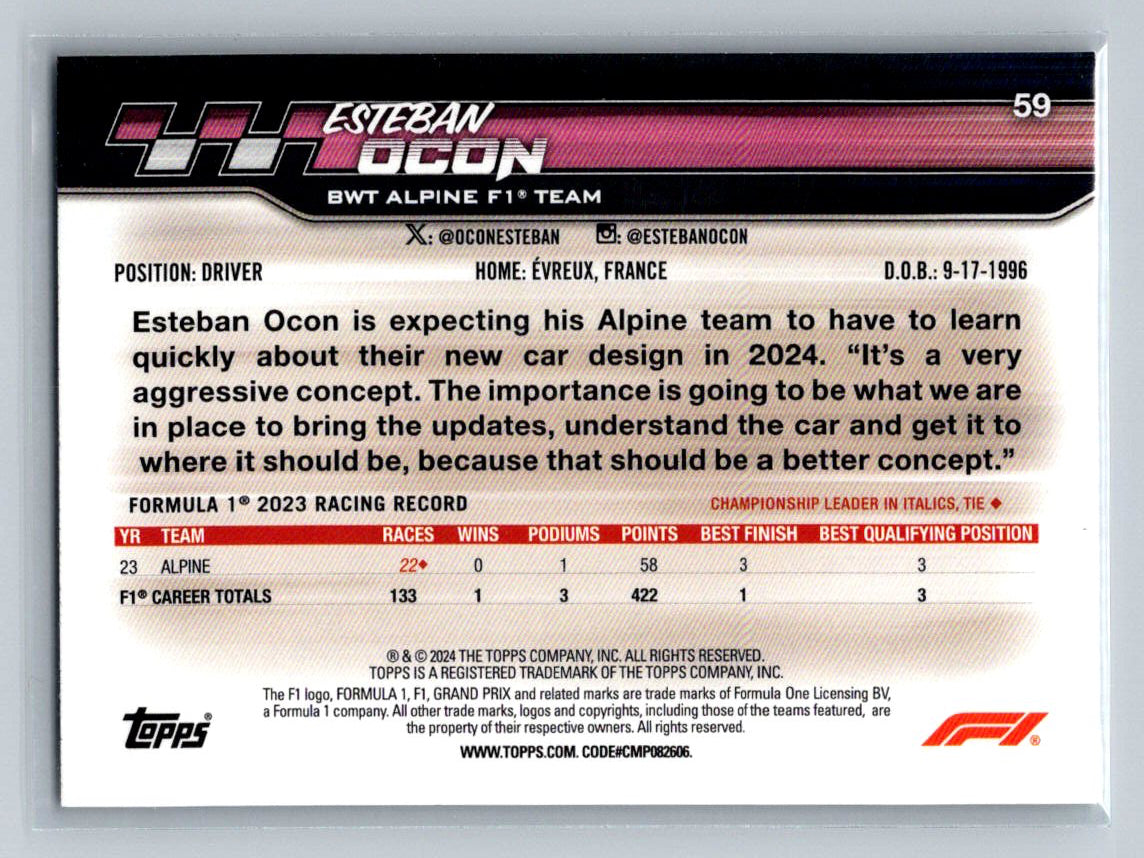 59
ESTEBAN
OCON
BWT ALPINE F1® TEAM
X: @OCONESTEBAN : @ESTEBANOCON
POSITION: DRIVER HOME: ÉVREUX, FRANCE D.O.B.: 9-17-1996
Esteban Ocon is expecting his Alpine team to have to learn
quickly about their new car design in 2024. “It’s a very
aggressive concept. The importance is going to be what we are
in place to bring the updates, understand the car and get it to
where it should be, because that should be a better concept.”
FORMULA 1® 2023 RACING RECORD CHAMPIONSHIP LEADER IN ITALICS, TIE ♦
YR TEAM RACES WINS PODIUMS POINTS BEST FINISH BEST QUALIFYING POSITION
23 ALPINE 22♦ 0 1 58 3 3
F1® CAREER TOTALS 133 1 3 422 1 3
® & © 2024 THE TOPPS COMPANY, INC. ALL RIGHTS RESERVED.
TOPPS IS A REGISTERED TRADEMARK OF THE TOPPS COMPANY, INC.
The F1 logo, FORMULA 1, F1, GRAND PRIX and related marks are trade marks of Formula One Licensing BV,
a Formula 1 company. All other trade marks, logos and copyrights, including those of the teams featured, are
the property of their respective owners. All rights reserved.
WWW.TOPPS.COM. CODE#CMP082606.
Topps®
F1®